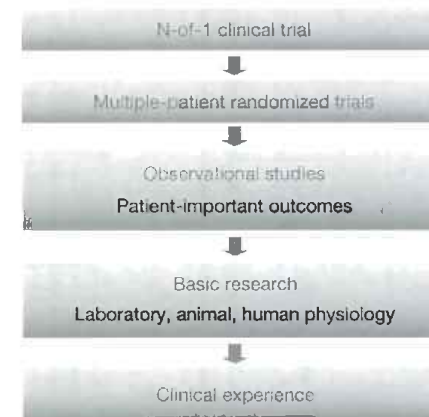 N-of-1 clinical trial
Multiple-patient randomized trials
Observational studies
Patient-important outcomes
Basic research
Laboratory, animal, human physiology
Clinical experience